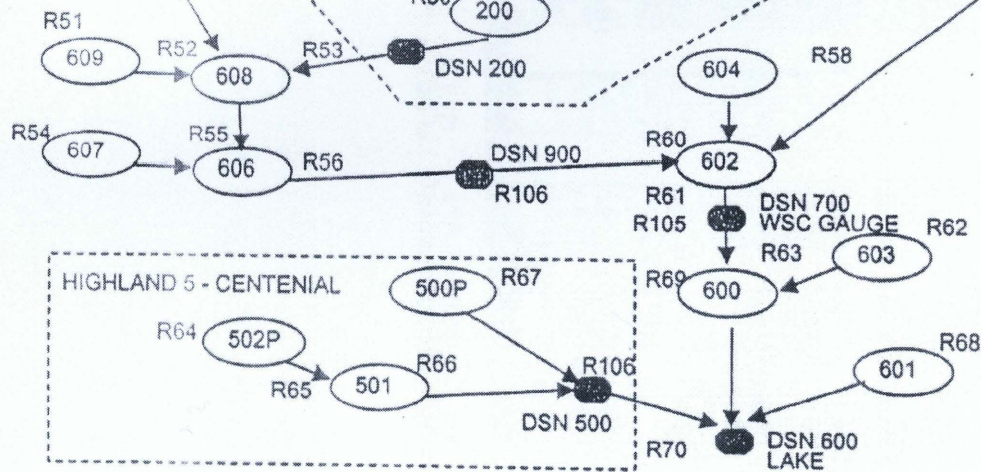 R51
200
609
R52
R53
DSN 200
608
604
R58
R54
607
R55
606
R56
DSN 900
R106
R60
602
R61
R105
DSN 700
WSC GAUGE
R62
R63
603
HIGHLAND 5 - CENTENIAL
500P
R67
R69
600
R64
502P
R65
501
R66
R106
DSN 500
R68
601
R70
DSN 600
LAKE